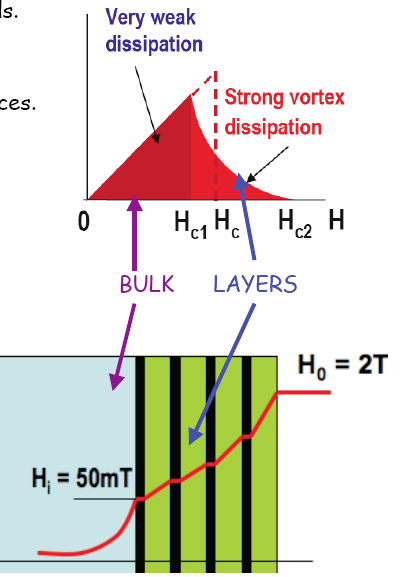 ls.
Very weak
dissipation
ces.
Strong vortex
dissipation
0 Hc1 Hc Hc2 H
BULK LAYERS
H0 = 2T
Hi = 50mT